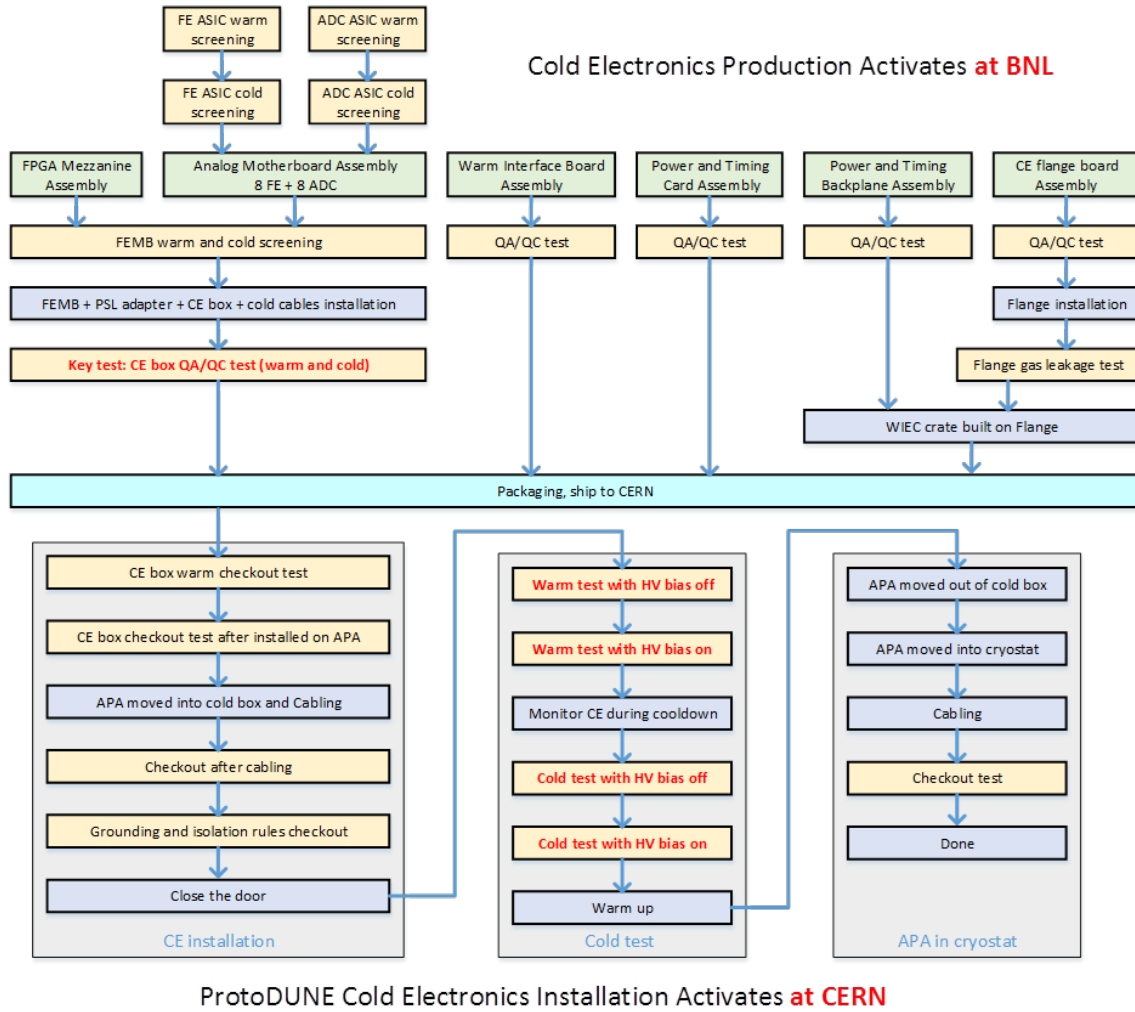 FE ASIC warm
screening
ADC ASIC warm
screening
Cold Electronics Production Activates at BNL
FE ASIC cold
screening
ADC ASIC cold
screening
FPGA Mezzanine
Assembly
Analog Motherboard Assembly
8 FE + 8 ADC
Warm Interface Board
Assembly
Power and Timing
Card Assembly
Power and Timing
Backplane Assembly
CE flange board
Assembly
FEMB warm and cold screening
QA/QC test
QA/QC test
QA/QC test
QA/QC test
FEMB + PSL adapter + CE box + cold cables installation
Flange installation
Key test: CE box QA/QC test (warm and cold)
Flange gas leakage test
WIEC crate built on Flange
Packaging, ship to CERN
CE box warm checkout test
CE box checkout test after installed on APA
APA moved into cold box and Cabling
Checkout after cabling
Grounding and isolation rules checkout
Close the door
CE installation
Warm test with HV bias off
Warm test with HV bias on
Monitor CE during cooldown
Cold test with HV bias off
Cold test with HV bias on
Warm up
Cold test
APA moved out of cold box
APA moved into cryostat
Cabling
Checkout test
Done
APA in cryostat
ProtoDUNE Cold Electronics Installation Activates at CERN